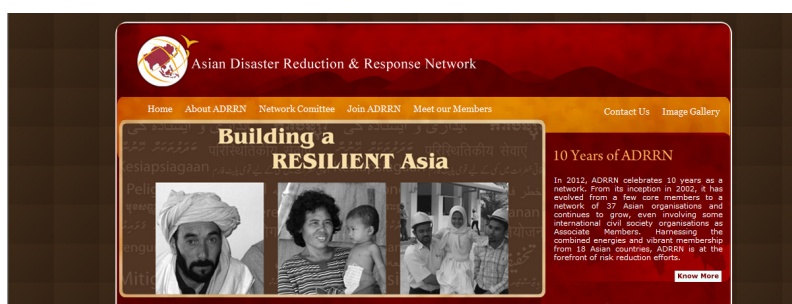 Asian Disaster Reduction & Response Network
Home About ADRRN Network Comittee Join ADRRN Meet our Members
Contact Us Image Gallery
Building a
RESILIENT Asia
10 Years of ADRRN
In 2012, ADRRN celebrates 10 years as a
network. From its inception in 2002, it has
evolved from a few core members to a
network of 37 Asian organisations and
continues to grow, even involving some
international civil society organisations as
Associate Members. Harnessing the
combined energies and vibrant membership
from 18 Asian countries, ADRRN is at the
forefront of risk reduction efforts.
Know More